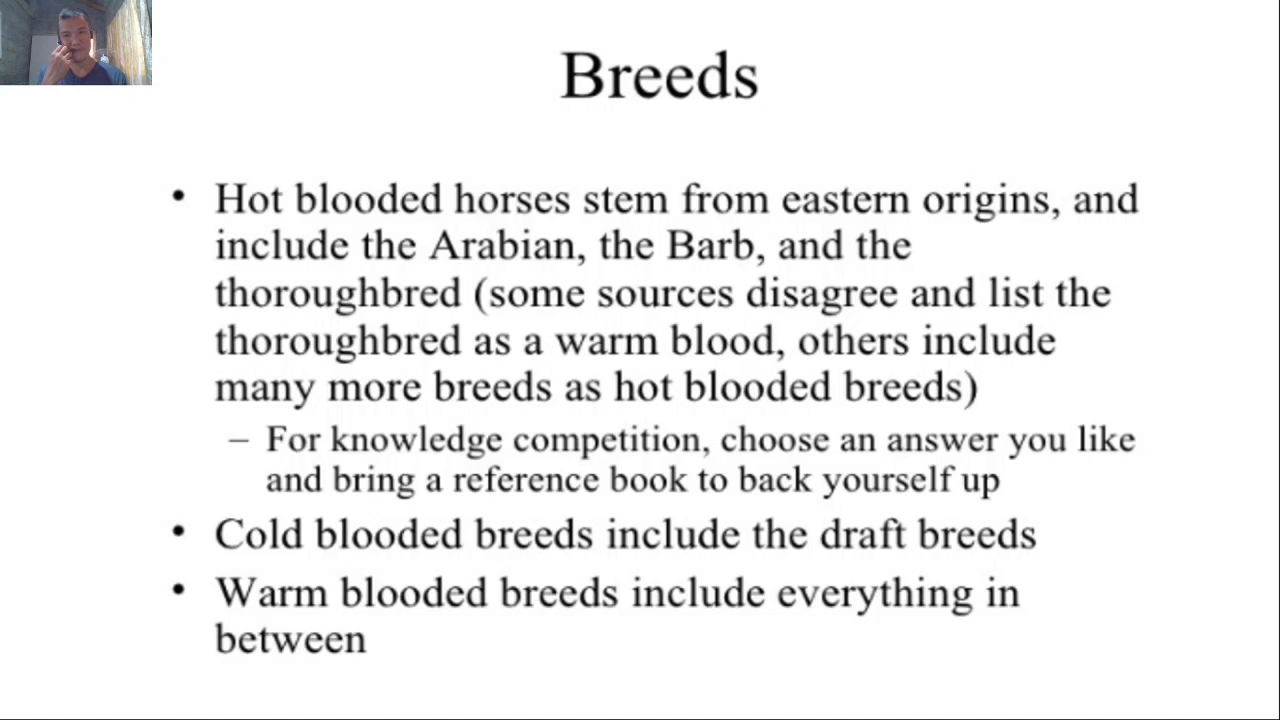 Breeds
• Hot blooded horses stem from eastern origins, and
include the Arabian, the Barb, and the
thoroughbred (some sources disagree and list the
thoroughbred as a warm blood, others include
many more breeds as hot blooded breeds)
– For knowledge competition, choose an answer you like
and bring a reference book to back yourself up
• Cold blooded breeds include the draft breeds
• Warm blooded breeds include everything in
between